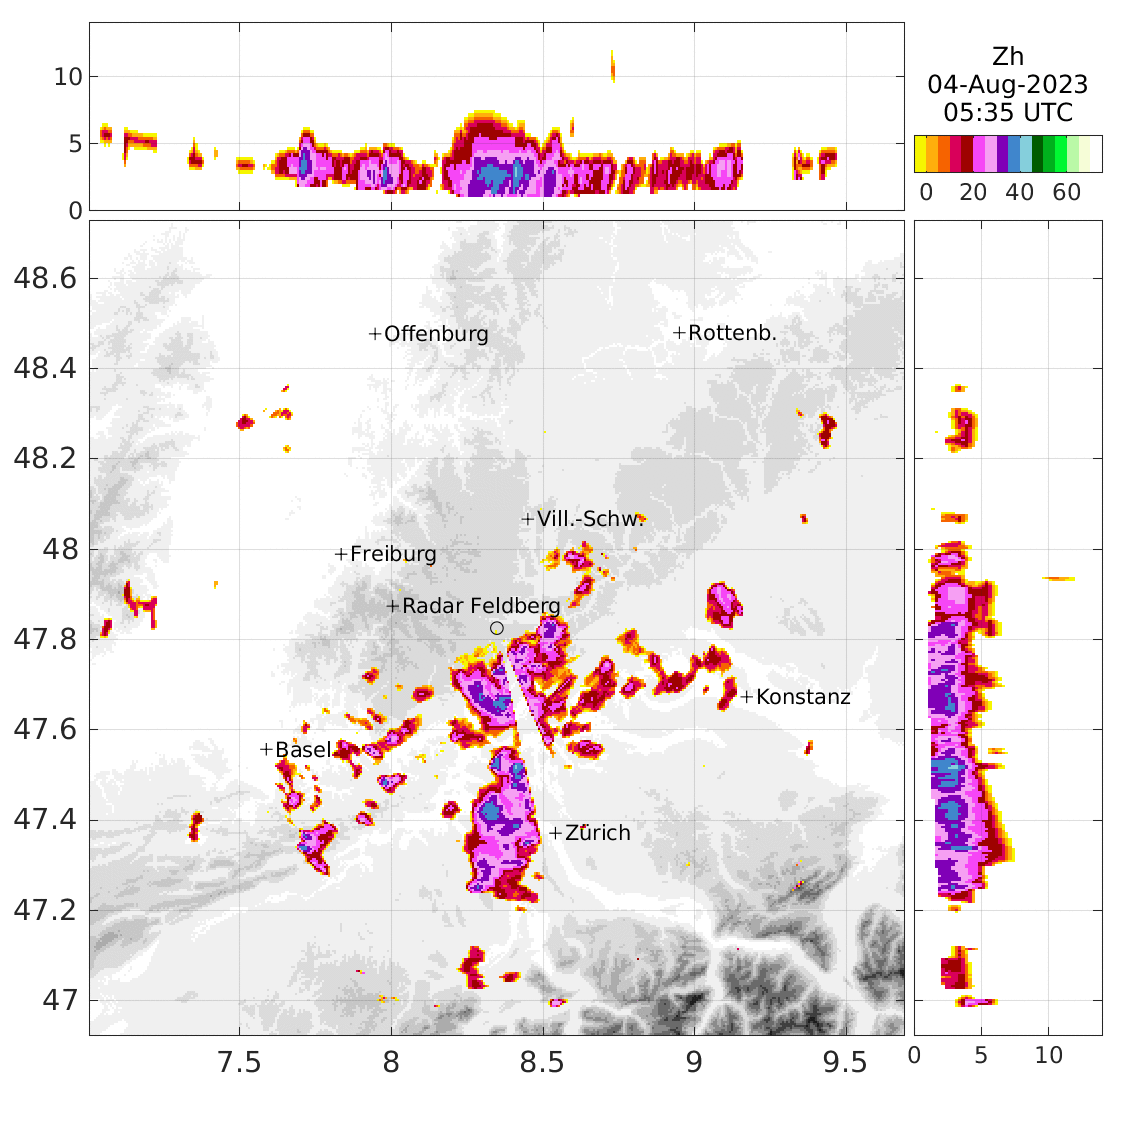 10
5
0
Zh
04-Aug-2023
05:35 UTC
0 20 40 60
48.6
48.4
48.2
48
47.8
47.6
47.4
47.2
47
+Offenburg
+Rottenb.
+Vill.-Schw.
+Freiburg
+Radar Feldberg
+Konstanz
+Basel
+Zürich
7.5 8 8.5 9 9.5
0 5 10